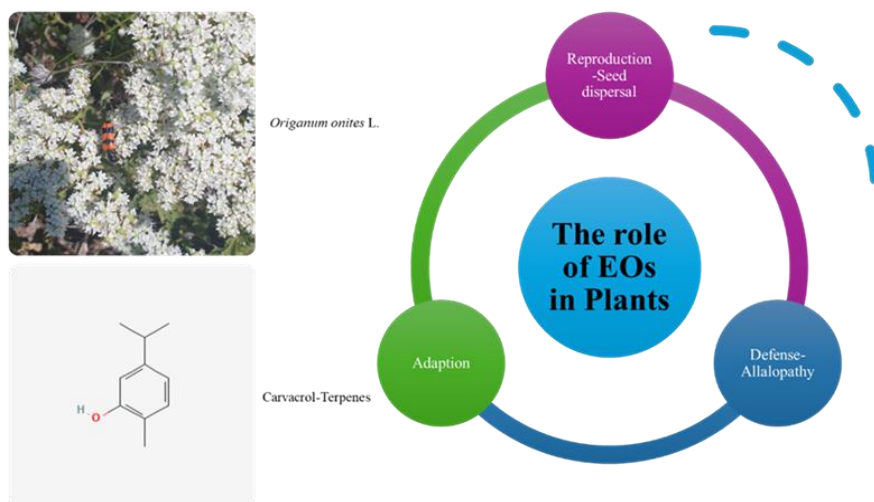 Reproduction
-Seed
dispersal
Origanum onites L.
The role
of EOs
in Plants
Adaption
Defense-
Allalopathy
Carvacrol-Terpenes
H
O